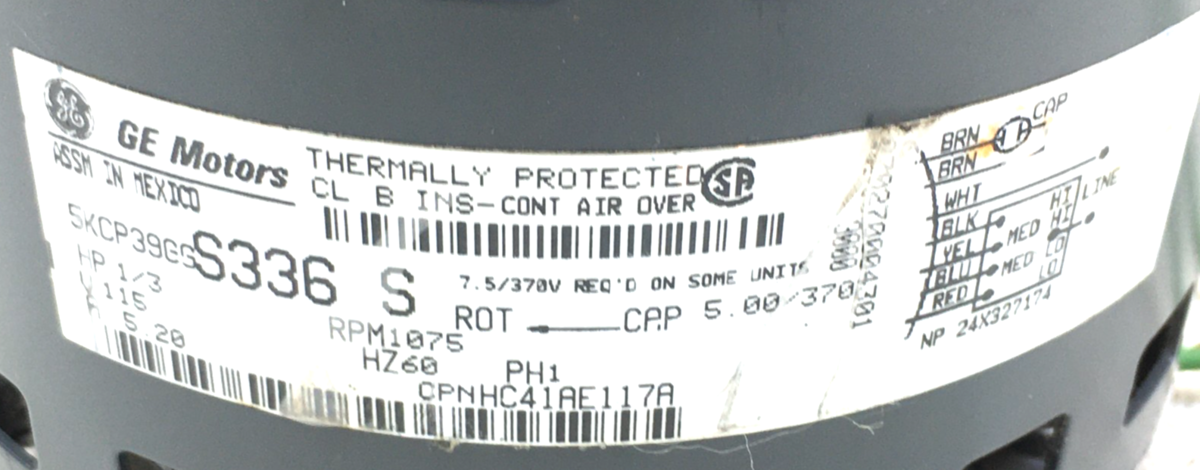 GE GE Motors
ASSM IN MEXICO
THERMALLY PROTECTED SA
CL B INS-CONT AIR OVER
5KCP39GGS336 S
7.5/370V REQ'D ON SOME UNITS
HP 1/3
V 115
A 5.20
RPM1075
ROT CAP 5.00/370
HZ60 PH1
CPNHC41AE117A
BRN CAP
BRN
WHT
BLK HI LINE
YEL MED HI
BLU MED LO
RED LO
NP 24X327174